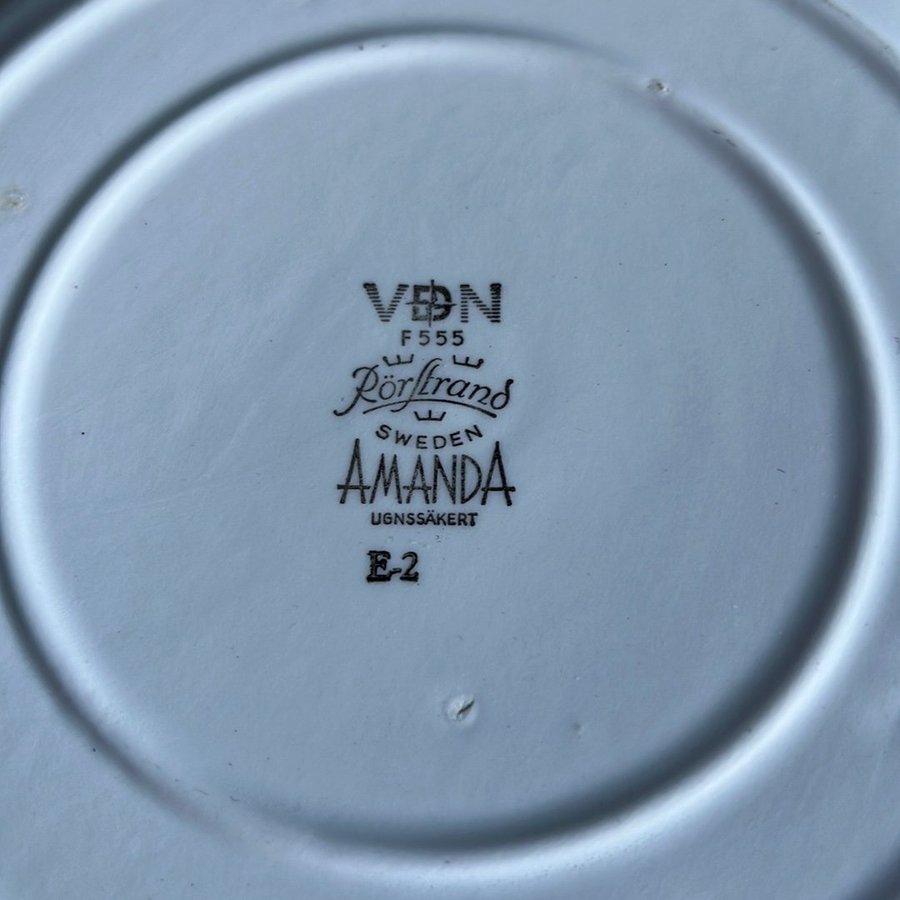 VDN
F555
Rörstrand
SWEDEN
AMANDA
UGNSSÄKERT
E-2